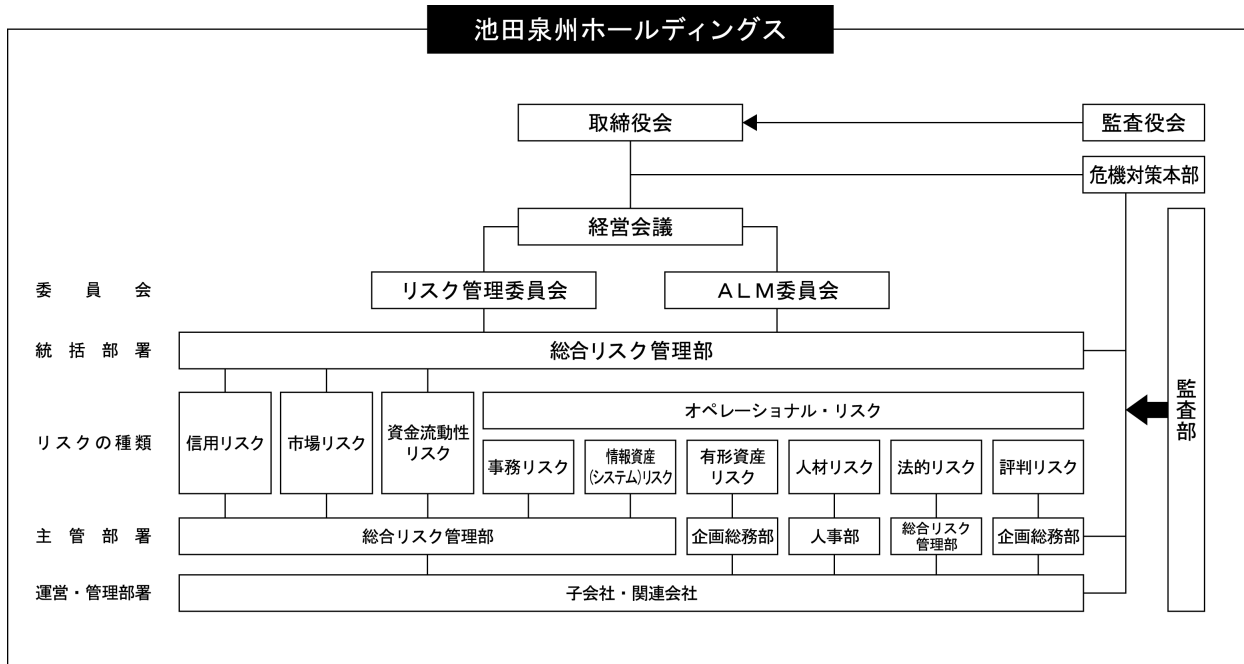 池田泉州ホールディングス
取締役会
監査役会
危機対策本部
経営会議
委員会
リスク管理委員会
ALM委員会
統括部署
総合リスク管理部
監査部
リスクの種類
信用リスク
市場リスク
資金流動性
リスク
オペレーショナル・リスク
事務リスク
情報資産
(システム)リスク
有形資産
リスク
人材リスク
法的リスク
評判リスク
主管部署
総合リスク管理部
企画総務部
人事部
総合リスク
管理部
企画総務部
運営・管理部署
子会社・関連会社